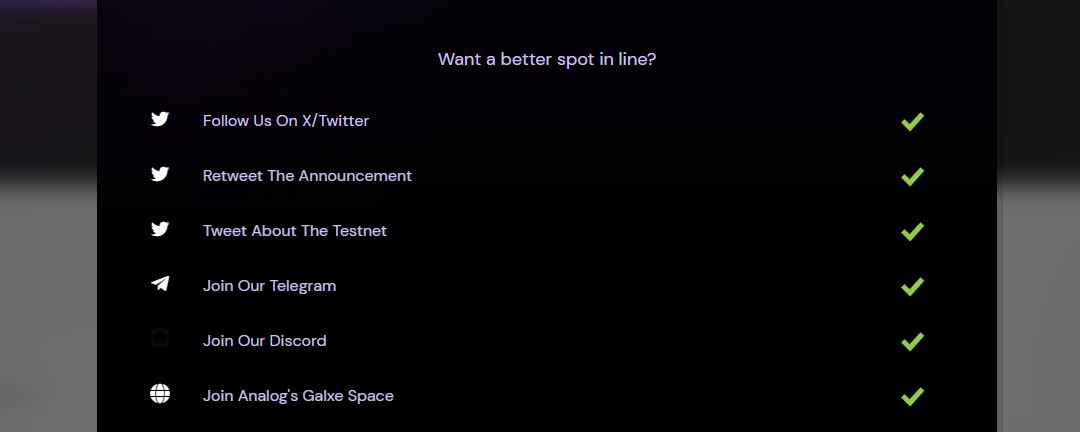 Want a better spot in line?
Follow Us On X/Twitter
Retweet The Announcement
Tweet About The Testnet
Join Our Telegram
Join Our Discord
Join Analog's Galxe Space